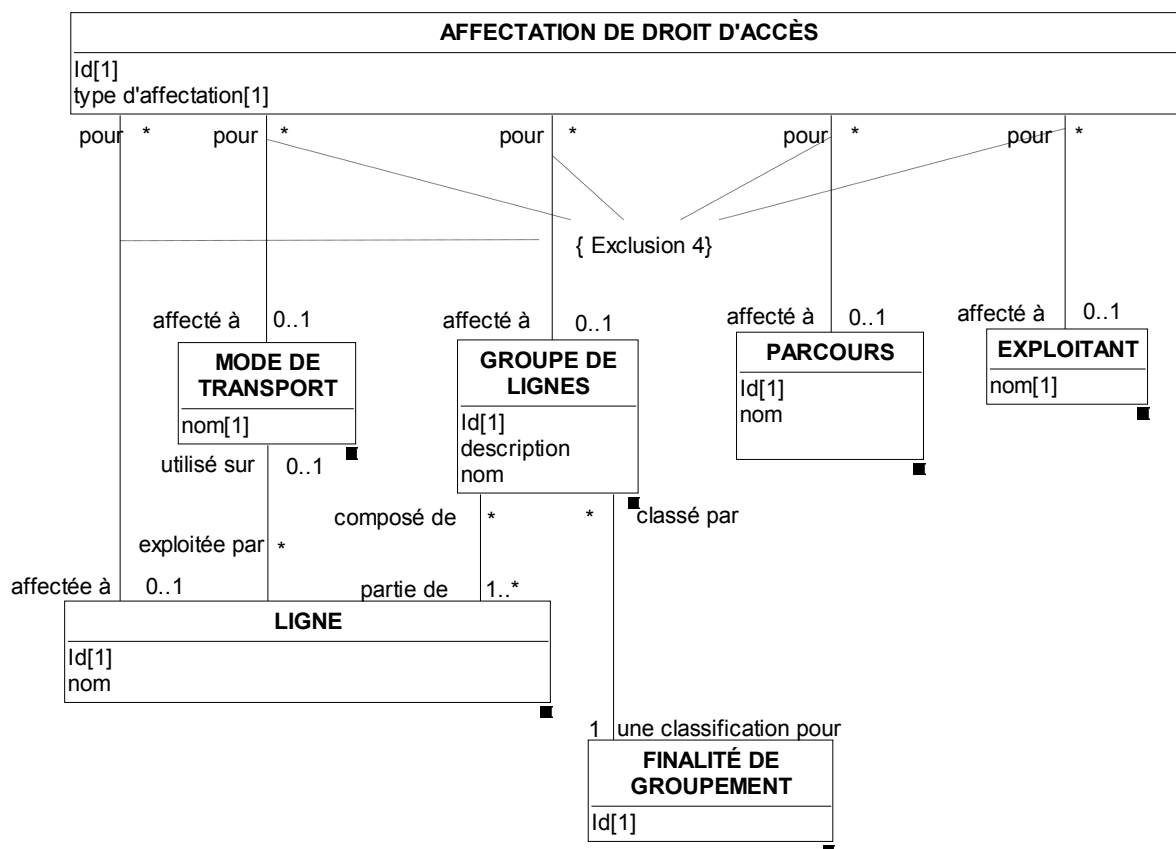 AFFECTATION DE DROIT D'ACCÈS
Id[1]
type d'affectation[1]
pour * pour * pour * pour * pour *
{ Exclusion 4}
affecté à 0..1 affecté à 0..1 affecté à 0..1 affecté à 0..1
MODE DE
TRANSPORT
nom[1]
GROUPE DE
LIGNES
Id[1]
description
nom
PARCOURS
Id[1]
nom
EXPLOITANT
nom[1]
utilisé sur 0..1
composé de * * classé par
exploitée par *
affectée à 0..1 partie de 1..*
LIGNE
Id[1]
nom
1 une classification pour
FINALITÉ DE
GROUPEMENT
Id[1]